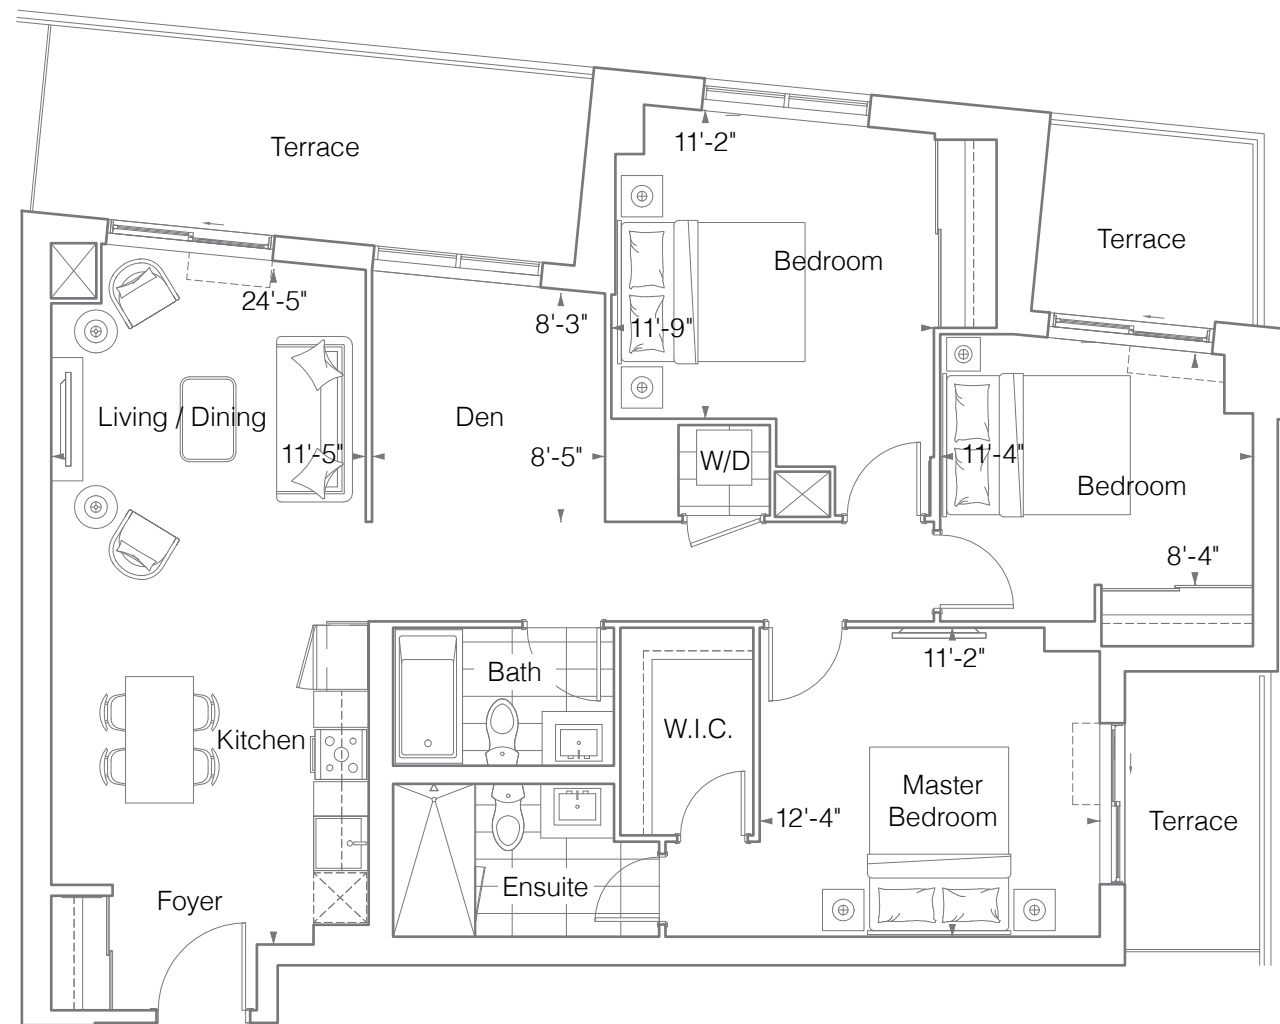 Terrace
11'-2"
Terrace
Bedroom
24'-5"
8'-3"
11'-9"
Living / Dining
Den
11'-5"
8'-5"
W/D
11'-4"
Bedroom
8'-4"
Bath
11'-2"
W.I.C.
Kitchen
Master
Bedroom
12'-4"
Terrace
Ensuite
Foyer